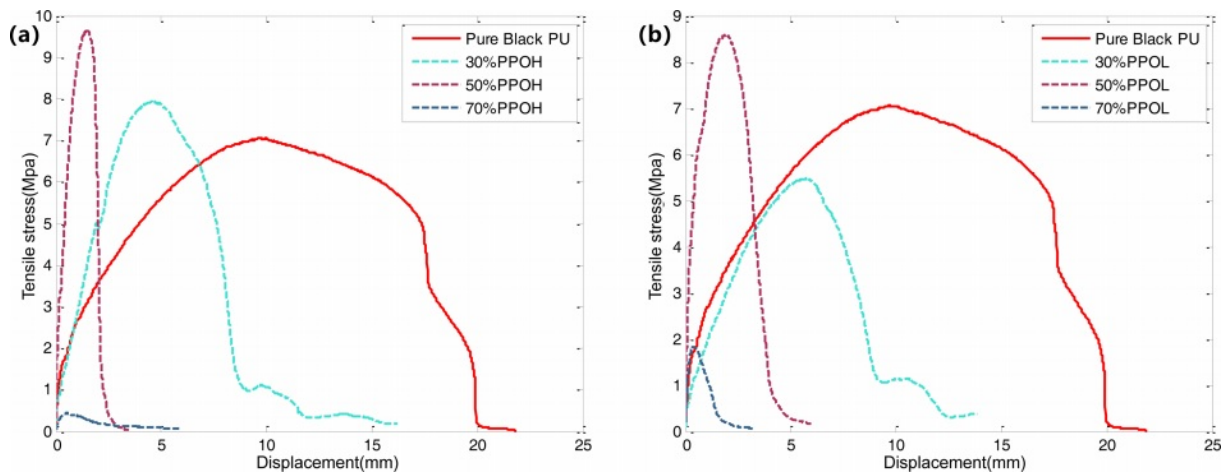 (a)
Tensile stress(Mpa)
10
9
8
7
6
5
4
3
2
1
0
Pure Black PU
30%PPOH
50%PPOH
70%PPOH
0 5 10 15 20 25
Displacement(mm)
(b)
Tensile stress(Mpa)
9
8
7
6
5
4
3
2
1
0
Pure Black PU
30%PPOL
50%PPOL
70%PPOL
0 5 10 15 20 25
Displacement(mm)